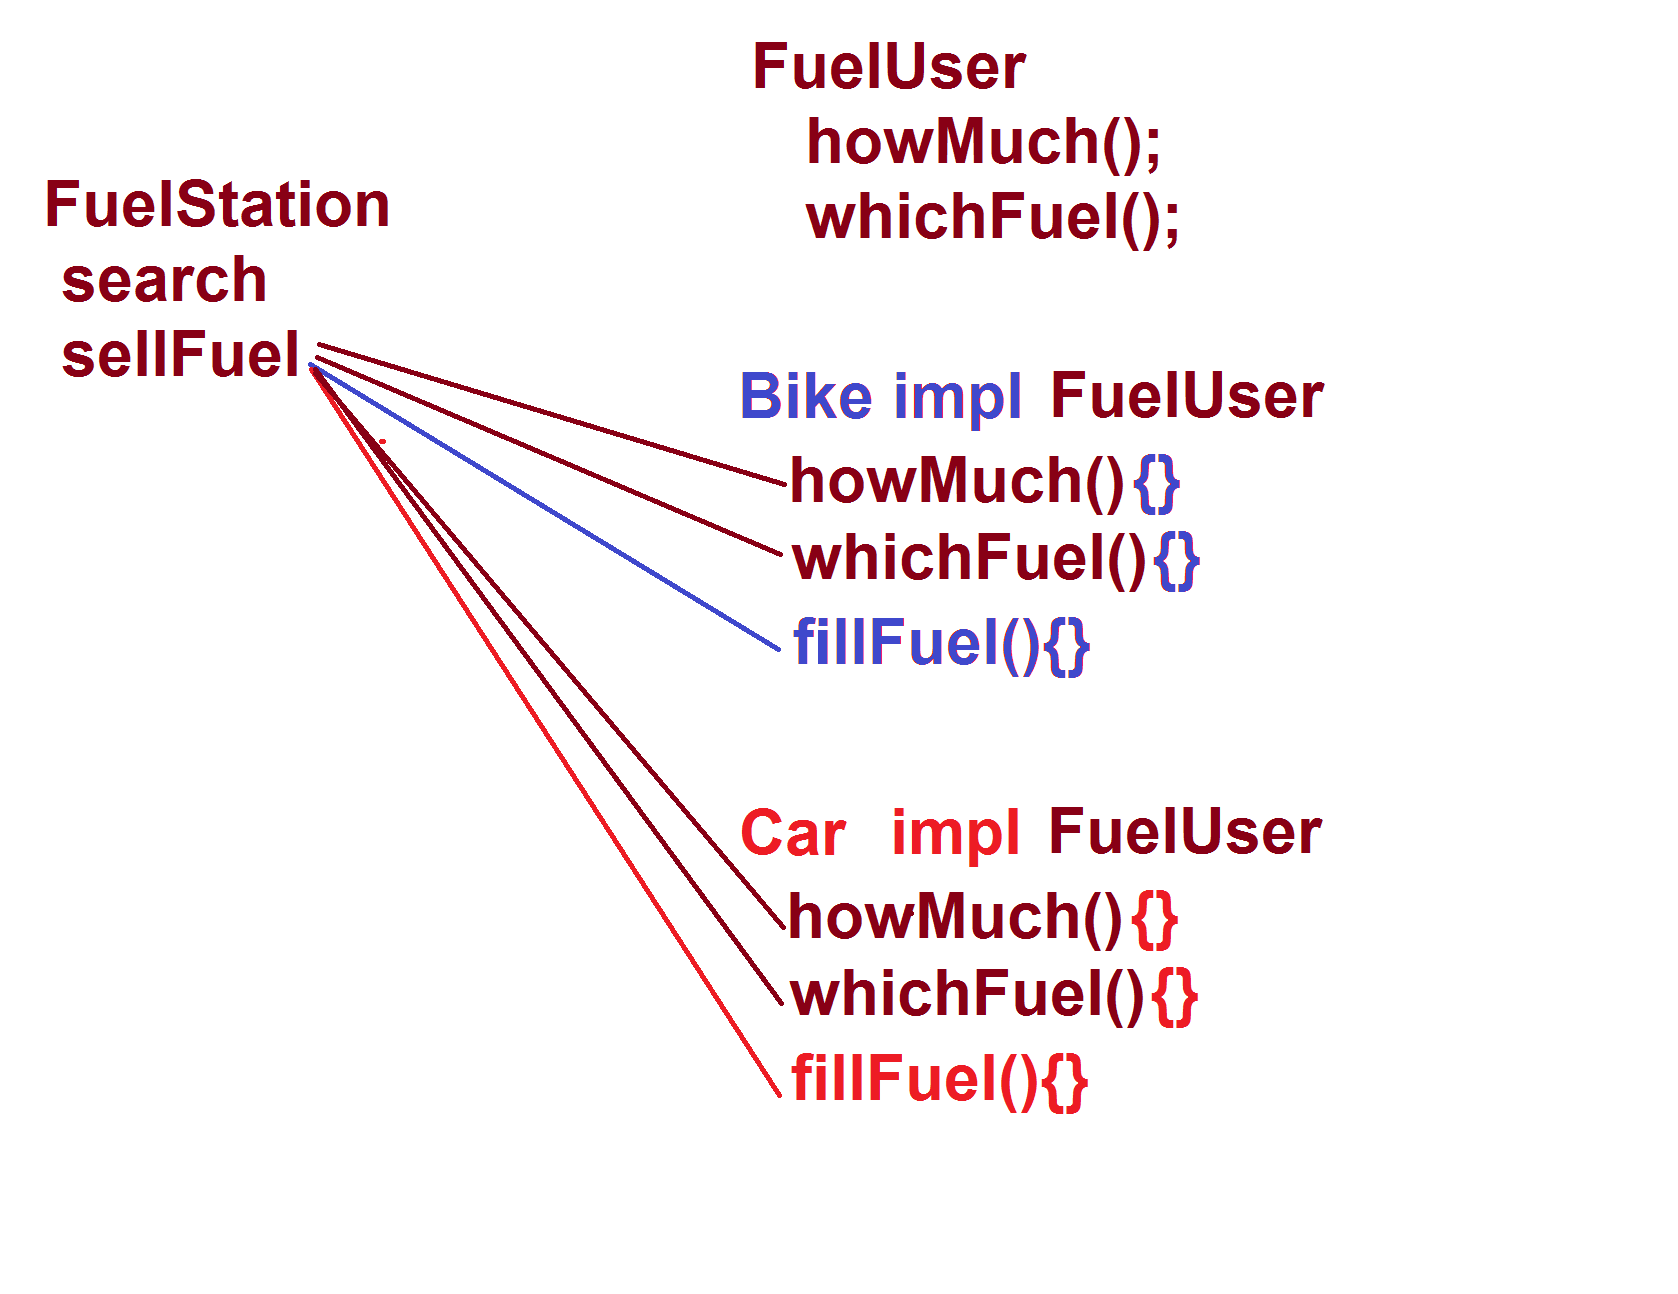 FuelUser
howMuch();
whichFuel();
FuelStation
search
sellFuel
Bike impl FuelUser
howMuch(){}
whichFuel(){}
fillFuel(){}
Car impl FuelUser
howMuch(){}
whichFuel(){}
fillFuel(){}